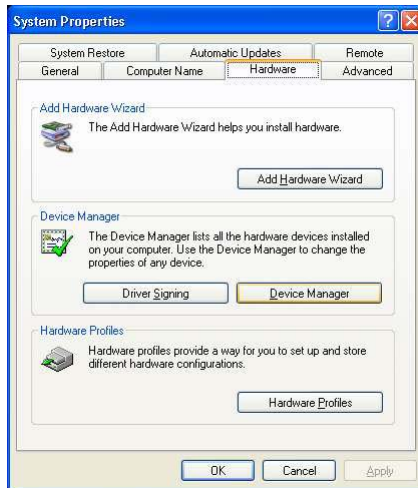 System Properties
System Restore Automatic Updates Remote
General Computer Name Hardware Advanced
Add Hardware Wizard
The Add Hardware Wizard helps you install hardware.
Add Hardware Wizard
Device Manager
The Device Manager lists all the hardware devices installed
on your computer. Use the Device Manager to change the
properties of any device.
Driver Signing Device Manager
Hardware Profiles
Hardware profiles provide a way for you to set up and store
different hardware configurations.
Hardware Profiles
OK Cancel Apply